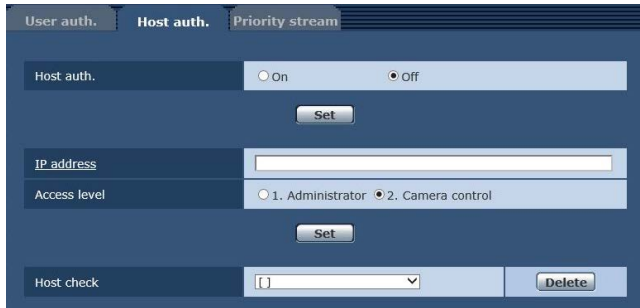 User auth. Host auth. Priority stream
Host auth. On Off
Set
IP address
Access level 1. Administrator 2. Camera control
Set
Host check [ ] Delete